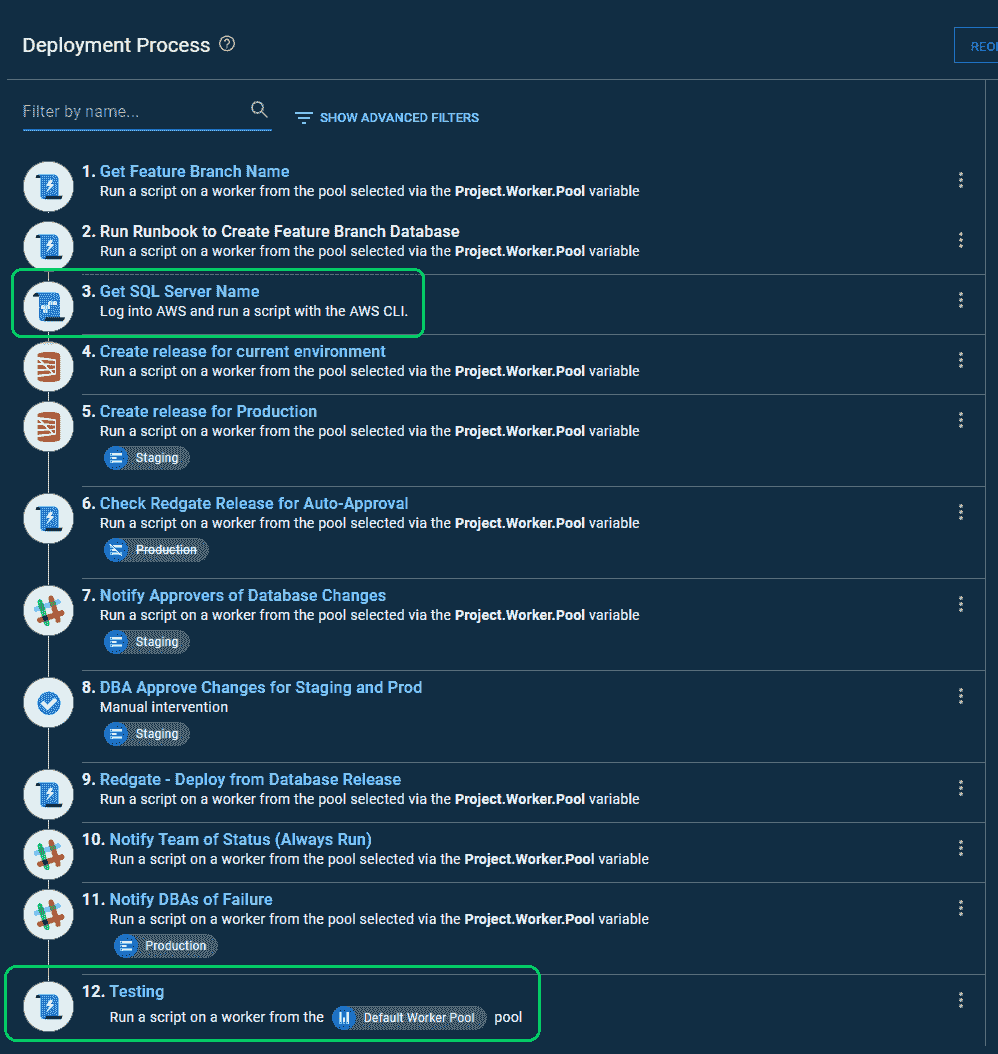 Deployment Process ?
REO
Filter by name...
SHOW ADVANCED FILTERS
1. Get Feature Branch Name
Run a script on a worker from the pool selected via the Project.Worker.Pool variable
2. Run Runbook to Create Feature Branch Database
Run a script on a worker from the pool selected via the Project.Worker.Pool variable
3. Get SQL Server Name
Log into AWS and run a script with the AWS CLI.
4. Create release for current environment
Run a script on a worker from the pool selected via the Project.Worker.Pool variable
5. Create release for Production
Run a script on a worker from the pool selected via the Project.Worker.Pool variable
Staging
6. Check Redgate Release for Auto-Approval
Run a script on a worker from the pool selected via the Project.Worker.Pool variable
Production
7. Notify Approvers of Database Changes
Run a script on a worker from the pool selected via the Project.Worker.Pool variable
Staging
8. DBA Approve Changes for Staging and Prod
Manual intervention
Staging
9. Redgate - Deploy from Database Release
Run a script on a worker from the pool selected via the Project.Worker.Pool variable
10. Notify Team of Status (Always Run)
Run a script on a worker from the pool selected via the Project.Worker.Pool variable
11. Notify DBAs of Failure
Run a script on a worker from the pool selected via the Project.Worker.Pool variable
Production
12. Testing
Run a script on a worker from the Default Worker Pool pool